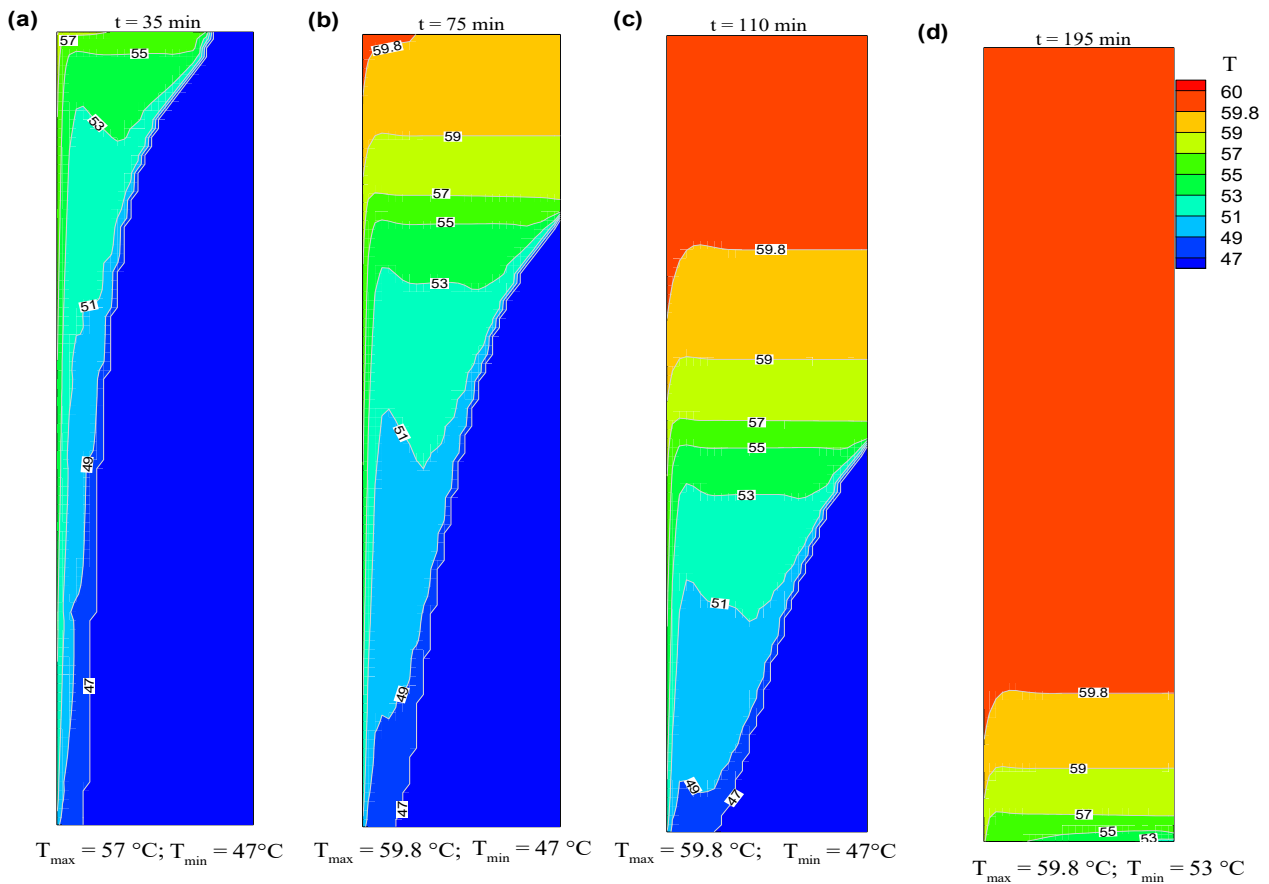 (a)
t = 35 min
57
55
53
51
49
47
T_max = 57 °C; T_min = 47°C
(b)
t = 75 min
59.8
59
57
55
53
51
49
47
T_max = 59.8 °C; T_min = 47 °C
(c)
t = 110 min
59.8
59
57
55
53
51
49
47
T_max = 59.8 °C; T_min = 47°C
(d)
t = 195 min
59.8
59
57
55
53
T_max = 59.8 °C; T_min = 53 °C
T
60
59.8
59
57
55
53
51
49
47